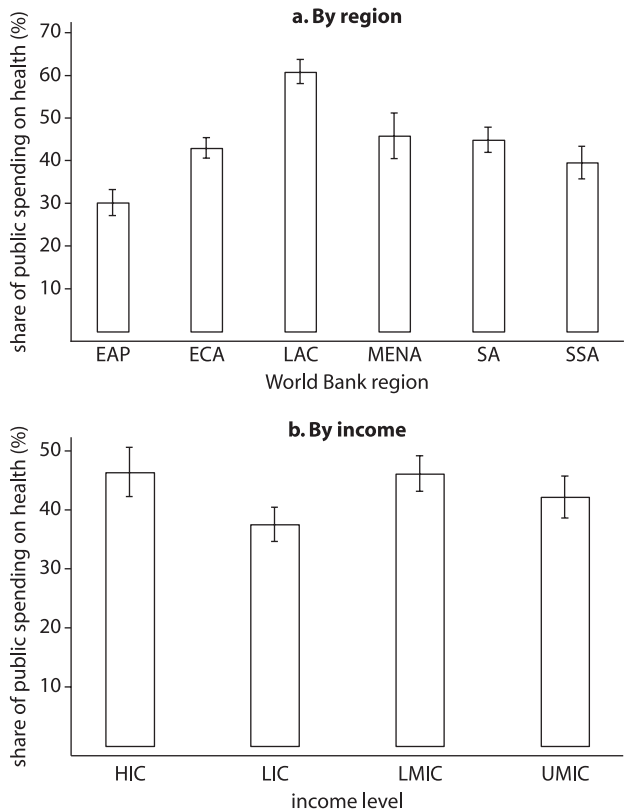 a. By region
share of public spending on health (%)
70
60
50
40
30
20
10
EAP ECA LAC MENA SA SSA
World Bank region
b. By income
share of public spending on health (%)
50
40
30
20
10
HIC LIC LMIC UMIC
income level